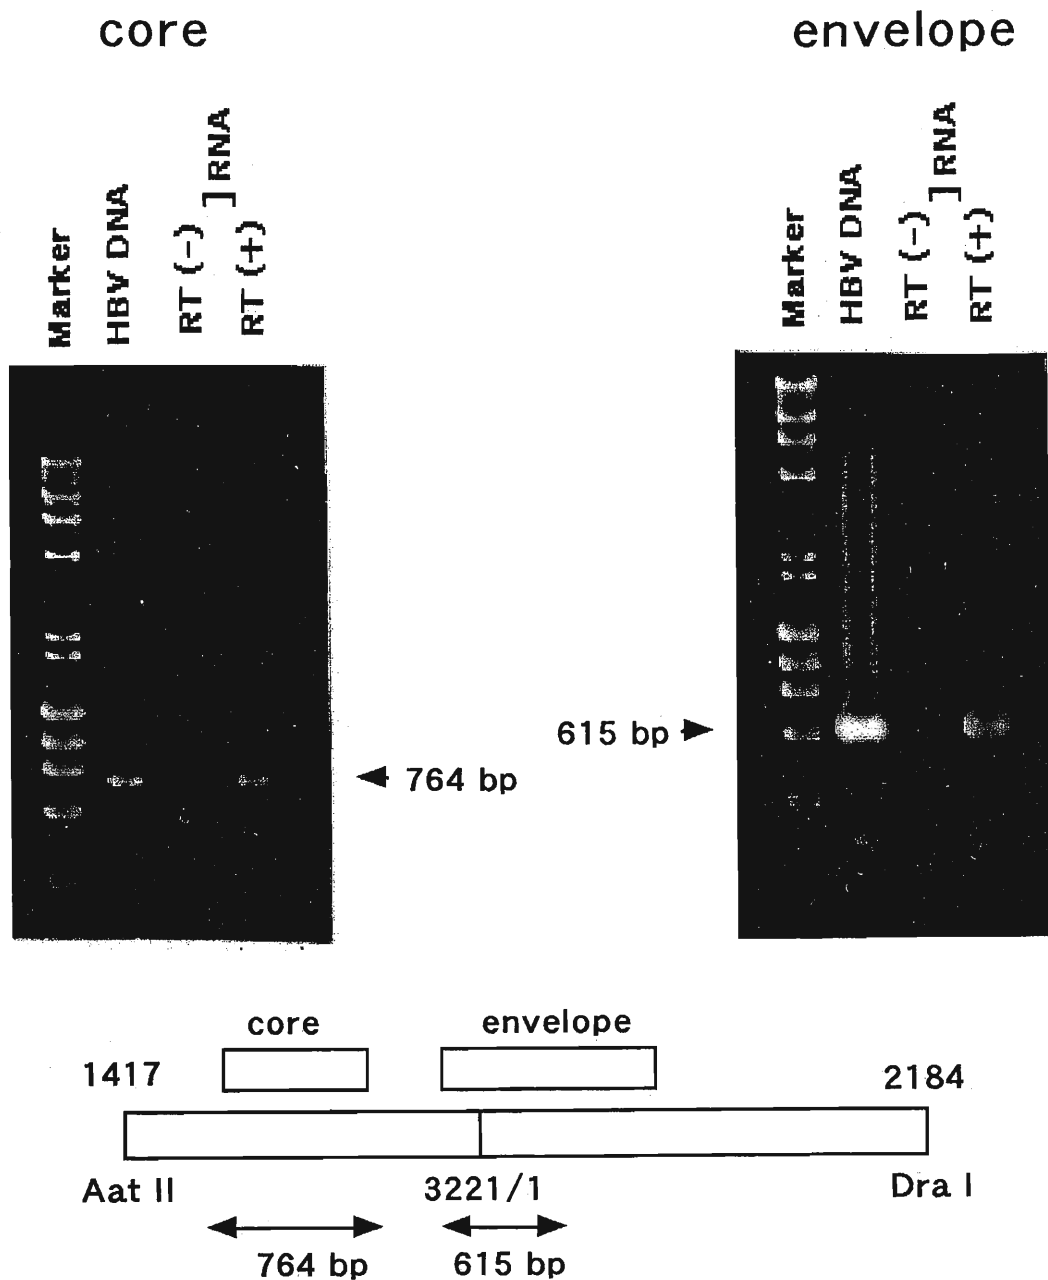 core
envelope
Marker
HBV DNA
RT (-)
RT (+)
] RNA
Marker
HBV DNA
RT (-)
RT (+)
] RNA
764 bp
615 bp
core
envelope
1417
2184
Aat II
3221/1
Dra I
764 bp
615 bp